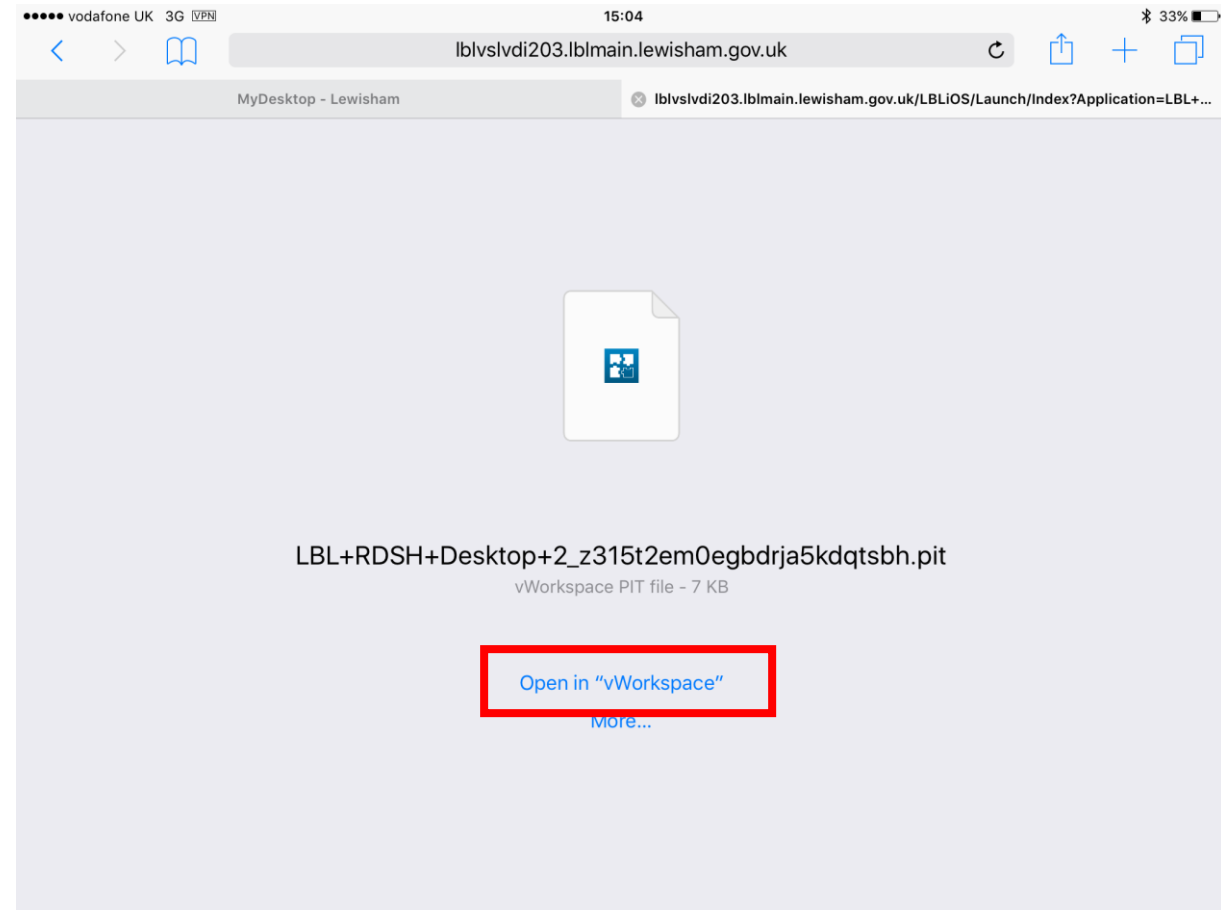 vodafone UK 3G VPN 15:04 33%
lblvslvdi203.lblmain.lewisham.gov.uk
MyDesktop - Lewisham lblvslvdi203.lblmain.lewisham.gov.uk/LBLiOS/Launch/Index?Application=LBL+...
LBL+RDSH+Desktop+2_z315t2em0egbdrja5kdqtsbh.pit
vWorkspace PIT file - 7 KB
Open in “vWorkspace”
More...